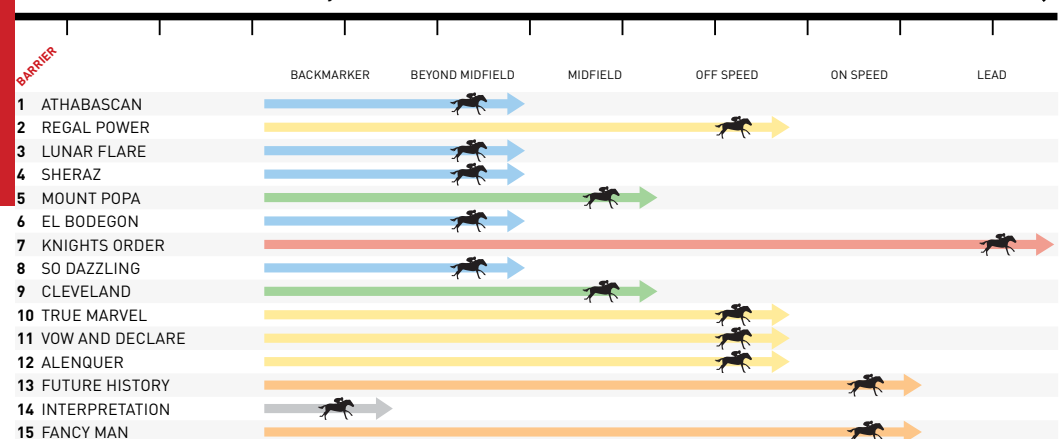 BARRIER
BACKMARKER BEYOND MIDFIELD MIDFIELD OFF SPEED ON SPEED LEAD
1 ATHABASCAN
2 REGAL POWER
3 LUNAR FLARE
4 SHERAZ
5 MOUNT POPA
6 EL BODEGON
7 KNIGHTS ORDER
8 SO DAZZLING
9 CLEVELAND
10 TRUE MARVEL
11 VOW AND DECLARE
12 ALENQUER
13 FUTURE HISTORY
14 INTERPRETATION
15 FANCY MAN